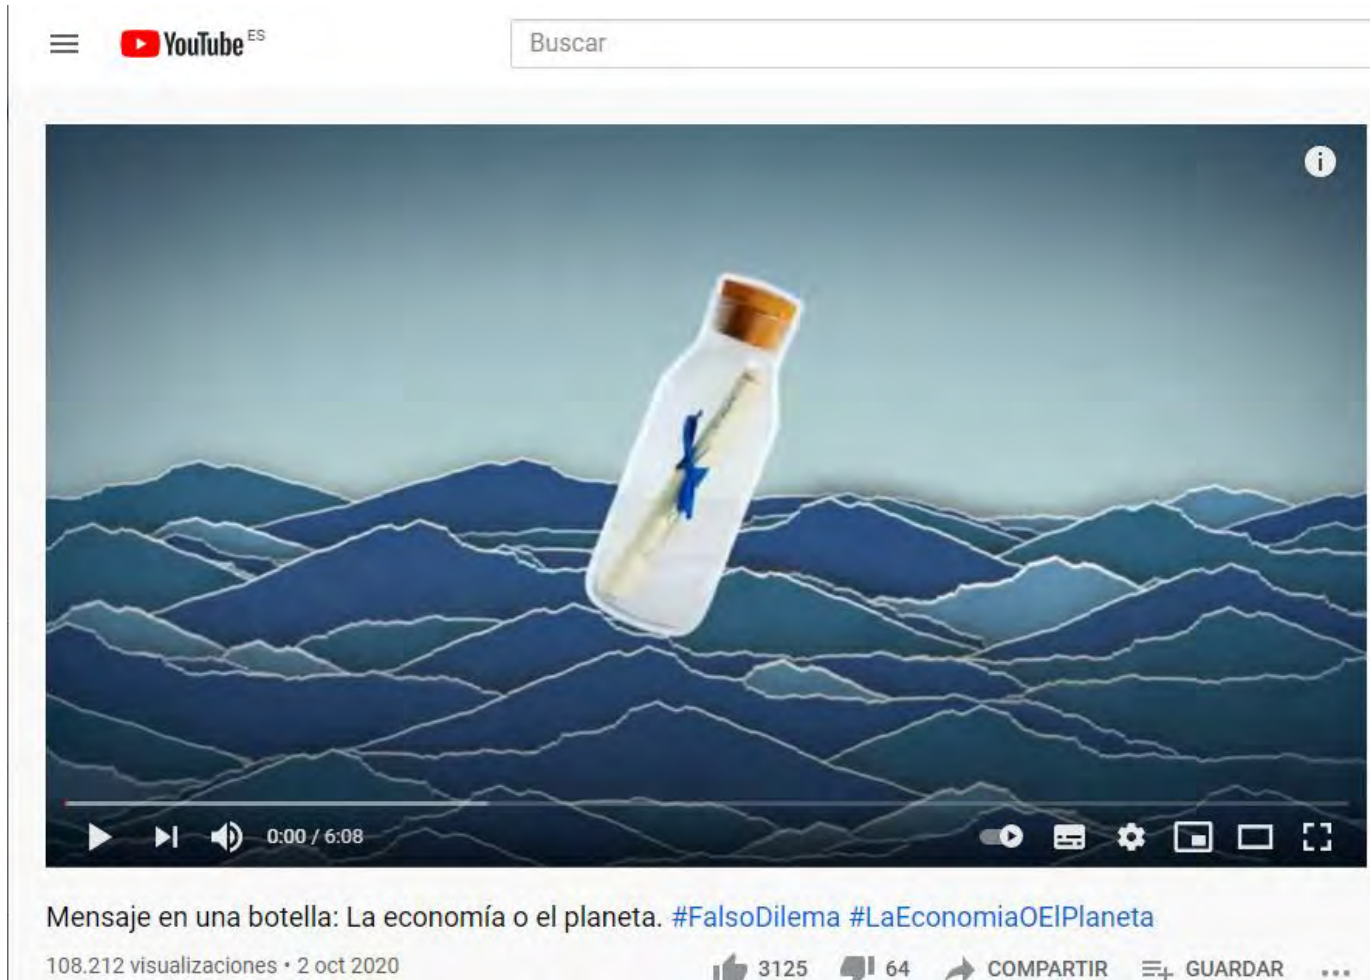 YouTube ES
Buscar
0:00 / 6:08
Mensaje en una botella: La economía o el planeta. #FalsoDilema #LaEconomiaOElPlaneta
108.212 visualizaciones • 2 oct 2020 3125 64 COMPARTIR GUARDAR